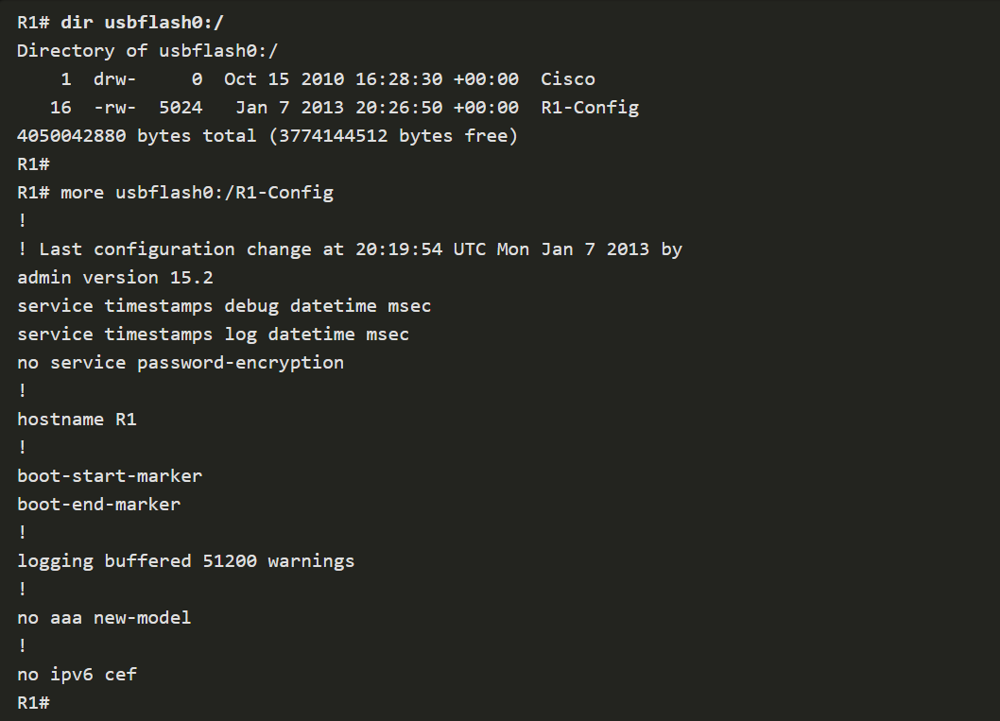 R1# dir usbflash0:/
Directory of usbflash0:/
    1  drw-     0  Oct 15 2010 16:28:30 +00:00  Cisco
   16  -rw-  5024   Jan 7 2013 20:26:50 +00:00  R1-Config
4050042880 bytes total (3774144512 bytes free)
R1#
R1# more usbflash0:/R1-Config
!
! Last configuration change at 20:19:54 UTC Mon Jan 7 2013 by
admin version 15.2
service timestamps debug datetime msec
service timestamps log datetime msec
no service password-encryption
!
hostname R1
!
boot-start-marker
boot-end-marker
!
logging buffered 51200 warnings
!
no aaa new-model
!
no ipv6 cef
R1#